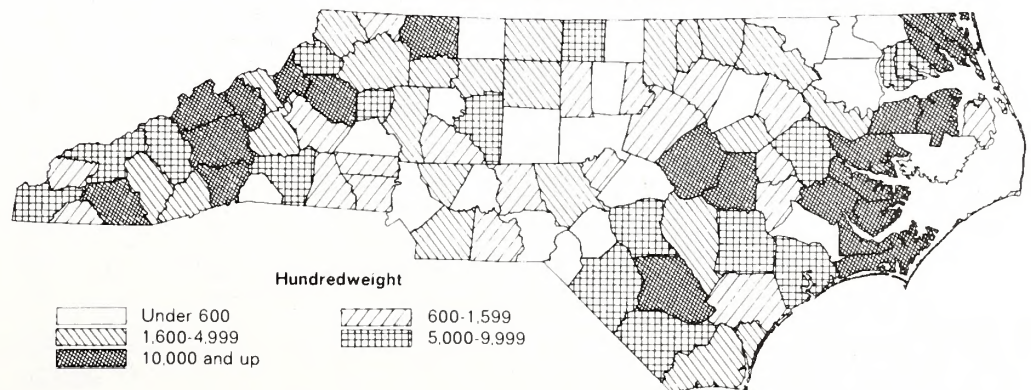 Hundredweight
Under 600
600-1,599
1,600-4,999
5,000-9,999
10,000 and up